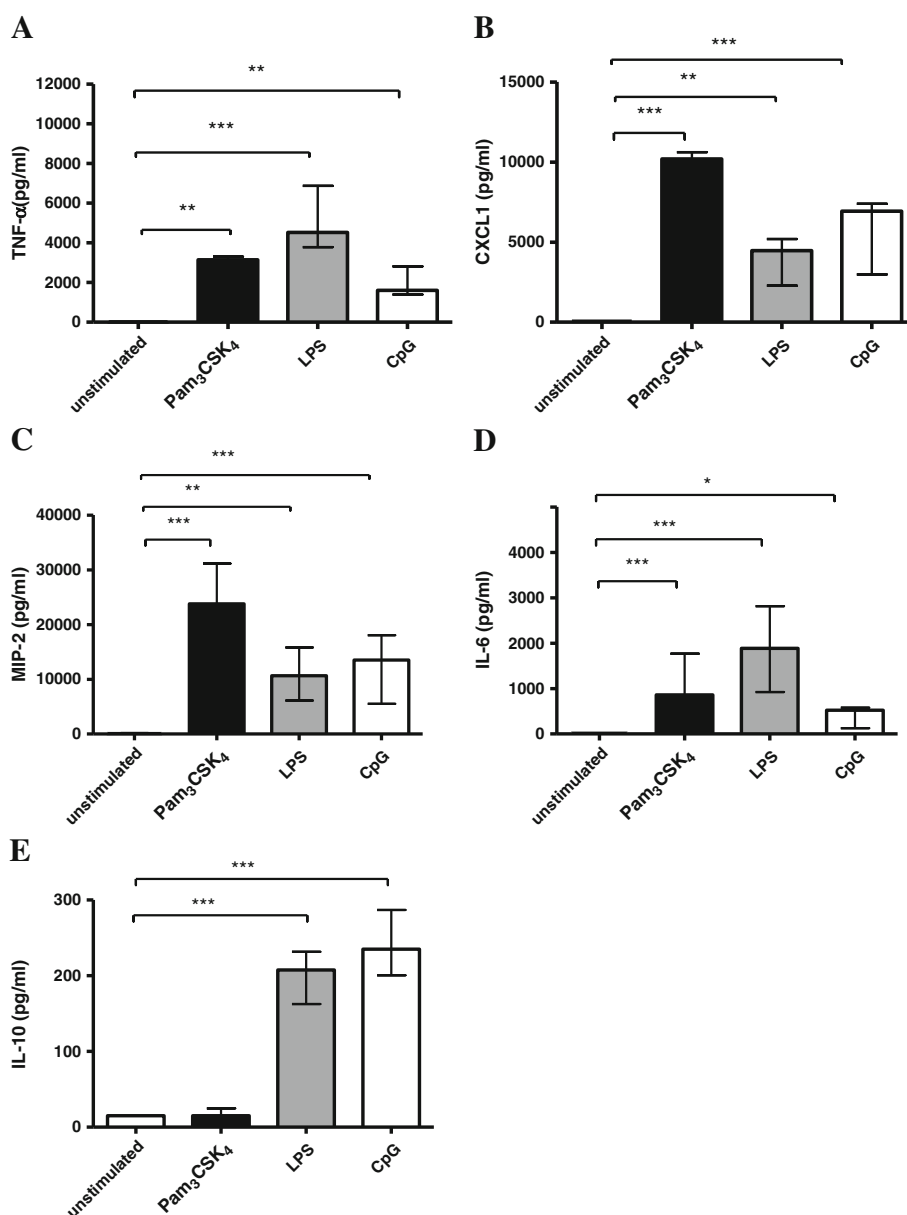 A
**
***
**
12000
10000
8000
6000
4000
2000
0
TNF-α(pg/ml)
unstimulated
Pam₃CSK₄
LPS
CpG
B
***
**
***
15000
10000
5000
0
CXCL1 (pg/ml)
unstimulated
Pam₃CSK₄
LPS
CpG
C
***
**
***
40000
30000
20000
10000
0
MIP-2 (pg/ml)
unstimulated
Pam₃CSK₄
LPS
CpG
D
*
***
***
4000
3000
2000
1000
0
IL-6 (pg/ml)
unstimulated
Pam₃CSK₄
LPS
CpG
E
***
***
300
200
100
0
IL-10 (pg/ml)
unstimulated
Pam₃CSK₄
LPS
CpG